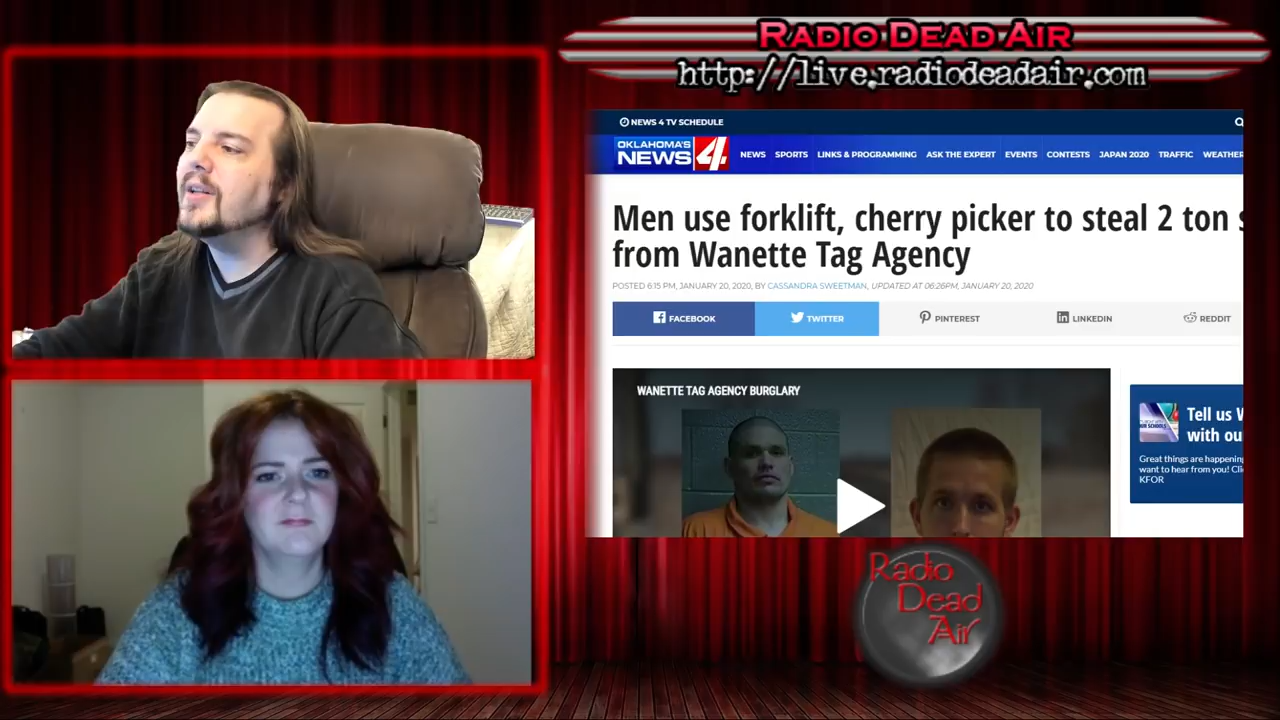 RADIO DEAD AIR
http://live.radiodeadair.com
NEWS 4 TV SCHEDULE
OKLAHOMA'S
NEWS 4
NEWS SPORTS LINKS & PROGRAMMING ASK THE EXPERT EVENTS CONTESTS JAPAN 2020 TRAFFIC WEATHER
Men use forklift, cherry picker to steal 2 ton
from Wanette Tag Agency
POSTED 6:15 PM, JANUARY 20, 2020, BY CASSANDRA SWEETMAN, UPDATED AT 06:26PM, JANUARY 20, 2020
FACEBOOK TWITTER PINTEREST LINKEDIN REDDIT
WANETTE TAG AGENCY BURGLARY
Tell us
with ou
Great things are happening
want to hear from you! Cli
KFOR
Radio
Dead
Air